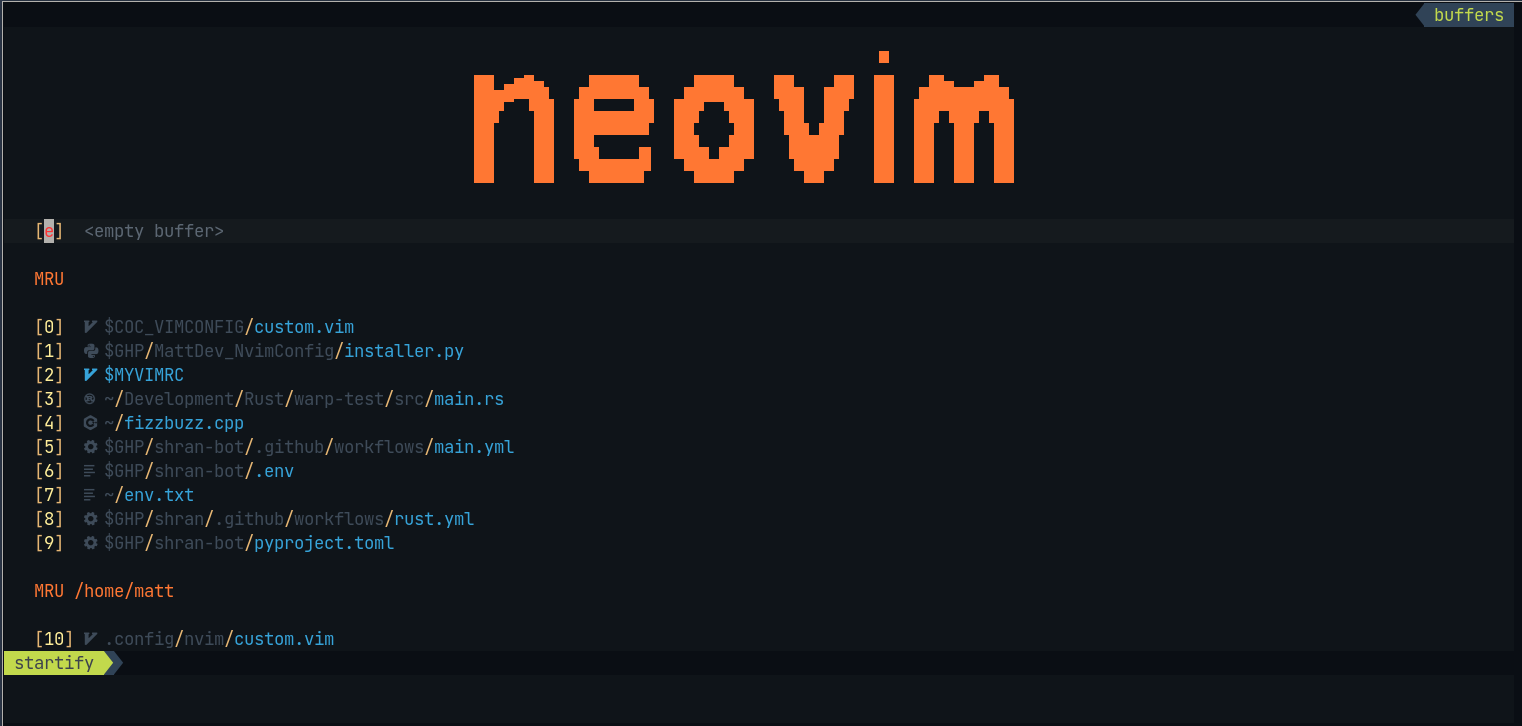 buffers
neovim
[e]  <empty buffer>
MRU
[0]  $COC_VIMCONFIG/custom.vim
[1]  $GHP/MattDev_NvimConfig/installer.py
[2]  $MYVIMRC
[3]  ~/Development/Rust/warp-test/src/main.rs
[4]  ~/fizzbuzz.cpp
[5]  $GHP/shran-bot/.github/workflows/main.yml
[6]  $GHP/shran-bot/.env
[7]  ~/env.txt
[8]  $GHP/shran/.github/workflows/rust.yml
[9]  $GHP/shran-bot/pyproject.toml
MRU /home/matt
[10] .config/nvim/custom.vim
startify